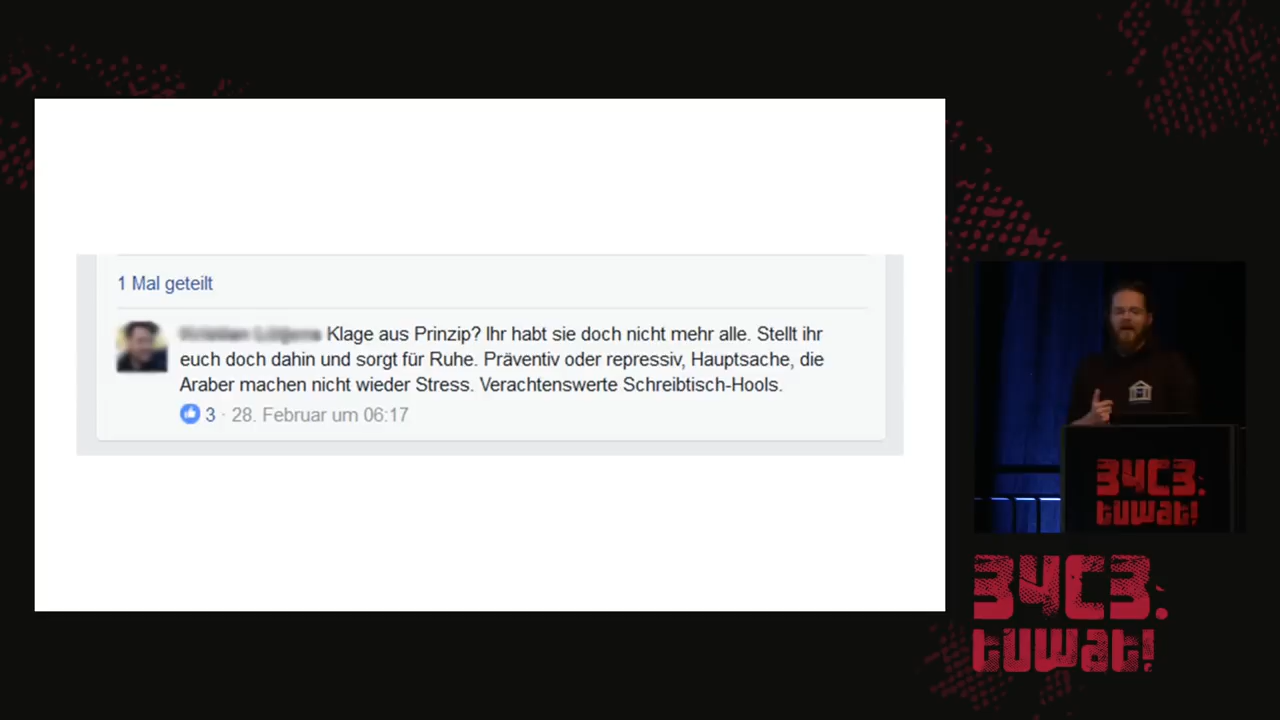 1 Mal geteilt
Klage aus Prinzip? Ihr habt sie doch nicht mehr alle. Stellt ihr
euch doch dahin und sorgt für Ruhe. Präventiv oder repressiv, Hauptsache, die
Araber machen nicht wieder Stress. Verachtenswerte Schreibtisch-Hools.
3 · 28. Februar um 06:17
34C3.
tuwat!
34C3.
tuwat!